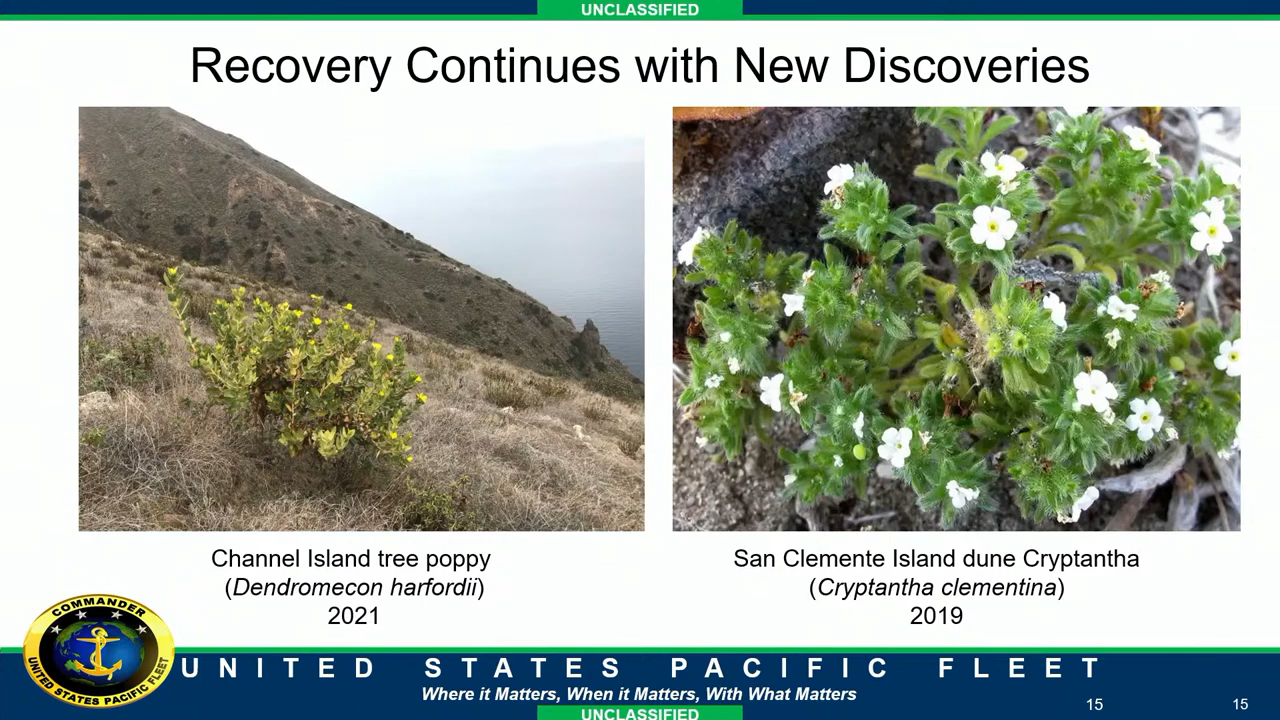 UNCLASSIFIED
Recovery Continues with New Discoveries
Channel Island tree poppy
(Dendromecon harfordii)
2021
San Clemente Island dune Cryptantha
(Cryptantha clementina)
2019
COMMANDER
UNITED STATES PACIFIC FLEET
UNITED STATES PACIFIC FLEET
Where it Matters, When it Matters, With What Matters
15
15
UNCLASSIFIED